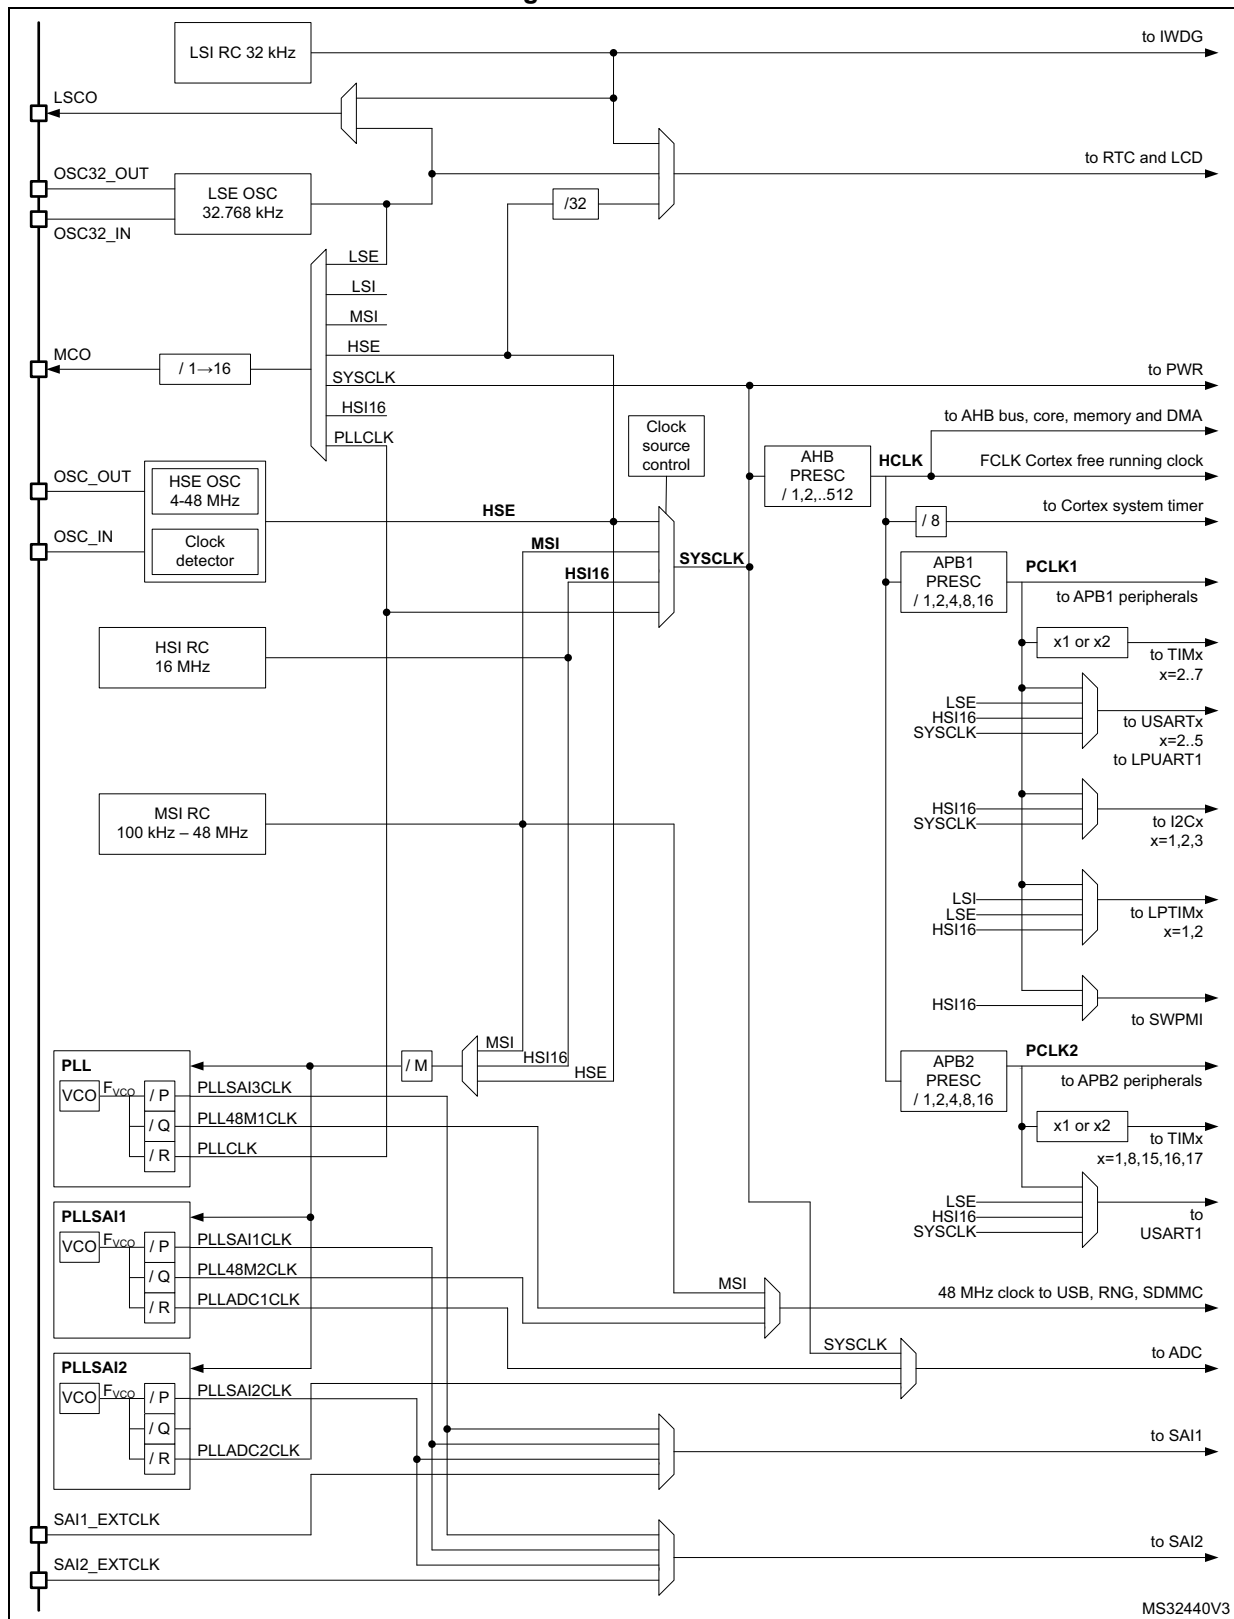 LSI RC 32 kHz
to IWDG
LSCO
OSC32_OUT
to RTC and LCD
LSE OSC
32.768 kHz
/32
OSC32_IN
LSE
LSI
MSI
HSE
MCO
/ 1→16
SYSCLK
to PWR
HSI16
PLLCLK
to AHB bus, core, memory and DMA
Clock
source
control
AHB
PRESC
/ 1,2,..512
HCLK
FCLK Cortex free running clock
OSC_OUT
HSE OSC
4-48 MHz
OSC_IN
Clock
detector
HSE
MSI
HSI16
SYSCLK
/ 8
to Cortex system timer
APB1
PRESC
/ 1,2,4,8,16
PCLK1
to APB1 peripherals
HSI RC
16 MHz
x1 or x2
to TIMx
x=2..7
LSE
HSI16
SYSCLK
to USARTx
x=2..5
to LPUART1
MSI RC
100 kHz – 48 MHz
HSI16
SYSCLK
to I2Cx
x=1,2,3
LSI
LSE
HSI16
to LPTIMx
x=1,2
HSI16
to SWPMI
MSI
HSI16
HSE
/ M
PLL
VCO
FVCO
/ P
PLLSAI3CLK
/ Q
PLL48M1CLK
/ R
PLLCLK
APB2
PRESC
/ 1,2,4,8,16
PCLK2
to APB2 peripherals
x1 or x2
to TIMx
x=1,8,15,16,17
LSE
HSI16
SYSCLK
to
USART1
PLLSAI1
VCO
FVCO
/ P
PLLSAI1CLK
/ Q
PLL48M2CLK
/ R
PLLADC1CLK
MSI
48 MHz clock to USB, RNG, SDMMC
SYSCLK
to ADC
PLLSAI2
VCO
FVCO
/ P
PLLSAI2CLK
/ Q
/ R
PLLADC2CLK
to SAI1
SAI1_EXTCLK
to SAI2
SAI2_EXTCLK
MS32440V3